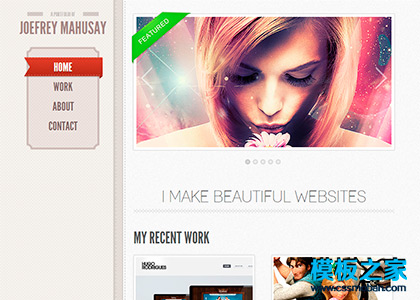 A PORTFOLIO OF
JOEFREY MAHUSAY
HOME
WORK
ABOUT
CONTACT
FEATURED
I MAKE BEAUTIFUL WEBSITES
MY RECENT WORK
模板之家
www.cssmoban.com